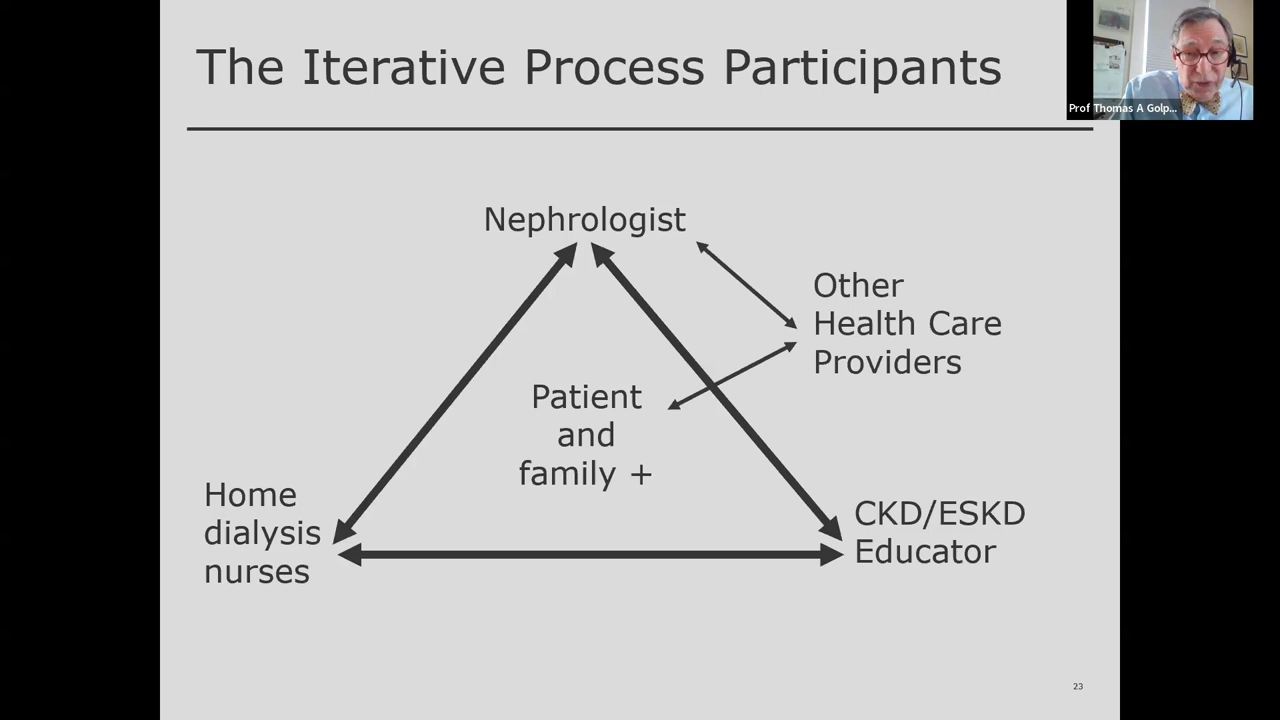 The Iterative Process Participants
Prof Thomas A Golp...
Nephrologist
Other
Health Care
Providers
Patient
and
family +
Home
dialysis
nurses
CKD/ESKD
Educator
23